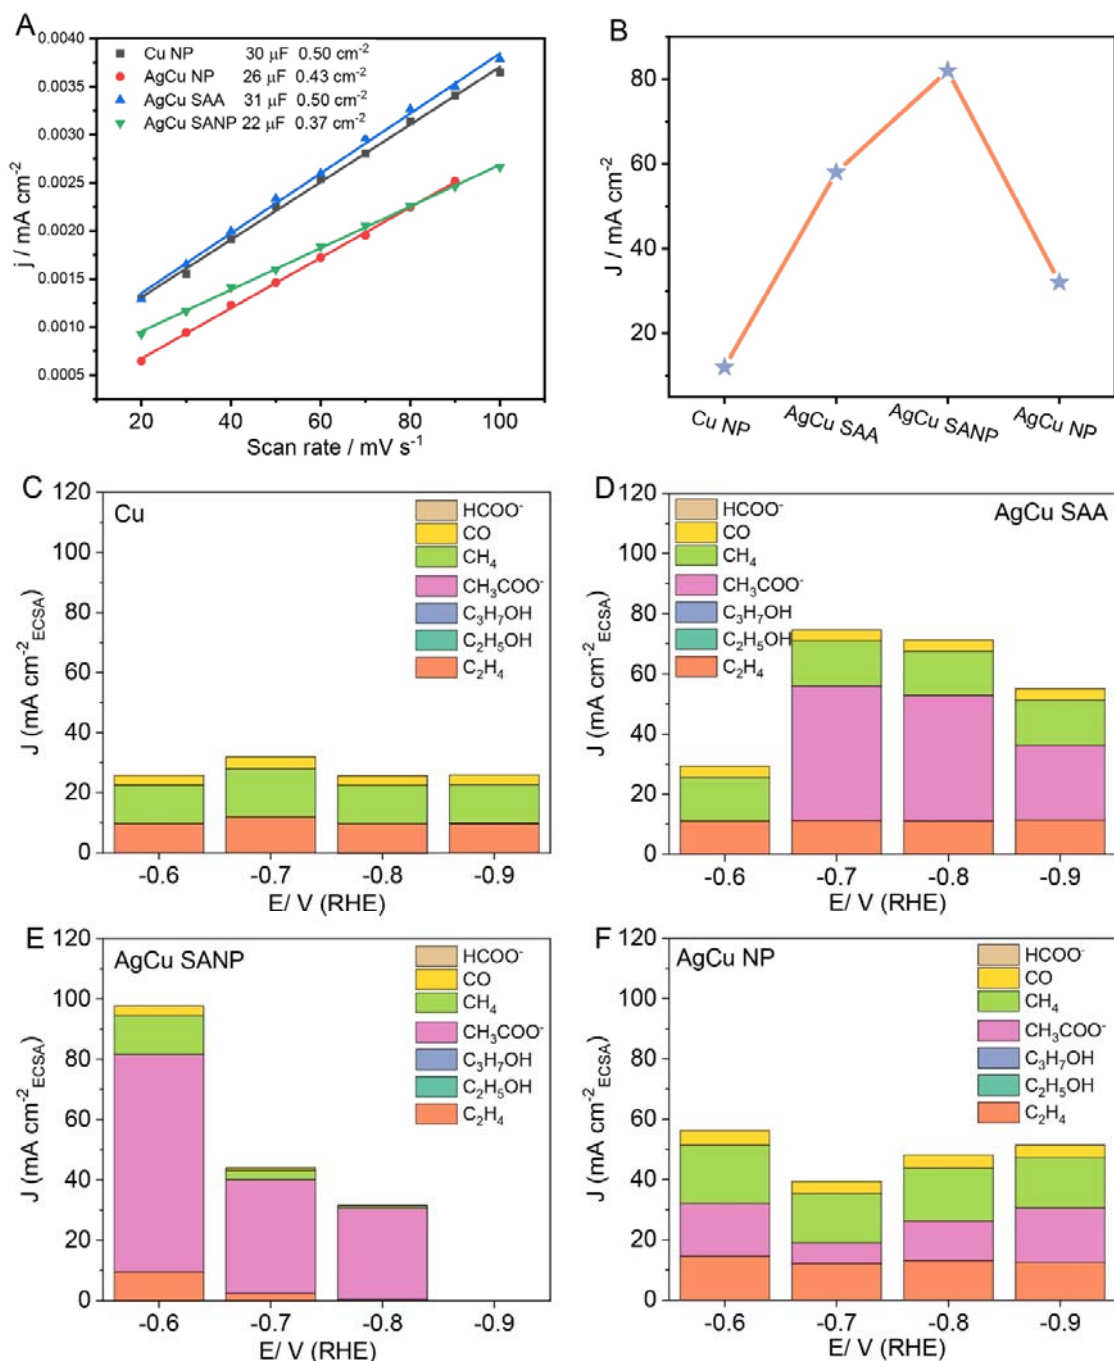 A
0.0040
0.0035
0.0030
0.0025
0.0020
0.0015
0.0010
0.0005
j / mA cm-2
Cu NP 30 μF 0.50 cm-2
AgCu NP 26 μF 0.43 cm-2
AgCu SAA 31 μF 0.50 cm-2
AgCu SANP 22 μF 0.37 cm-2
20 40 60 80 100
Scan rate / mV s-1
B
80
60
40
20
J / mA cm-2
Cu NP AgCu SAA AgCu SANP AgCu NP
C
120
100
80
60
40
20
0
J (mA cm-2ECSA)
Cu
HCOO-
CO
CH4
CH3COO-
C3H7OH
C2H5OH
C2H4
-0.6 -0.7 -0.8 -0.9
E/ V (RHE)
D
120
100
80
60
40
20
0
J (mA cm-2ECSA)
HCOO-
CO
CH4
CH3COO-
C3H7OH
C2H5OH
C2H4
AgCu SAA
-0.6 -0.7 -0.8 -0.9
E/ V (RHE)
E
120
100
80
60
40
20
0
J (mA cm-2ECSA)
AgCu SANP
HCOO-
CO
CH4
CH3COO-
C3H7OH
C2H5OH
C2H4
-0.6 -0.7 -0.8 -0.9
E/ V (RHE)
F
120
100
80
60
40
20
0
J (mA cm-2ECSA)
AgCu NP
HCOO-
CO
CH4
CH3COO-
C3H7OH
C2H5OH
C2H4
-0.6 -0.7 -0.8 -0.9
E/ V (RHE)